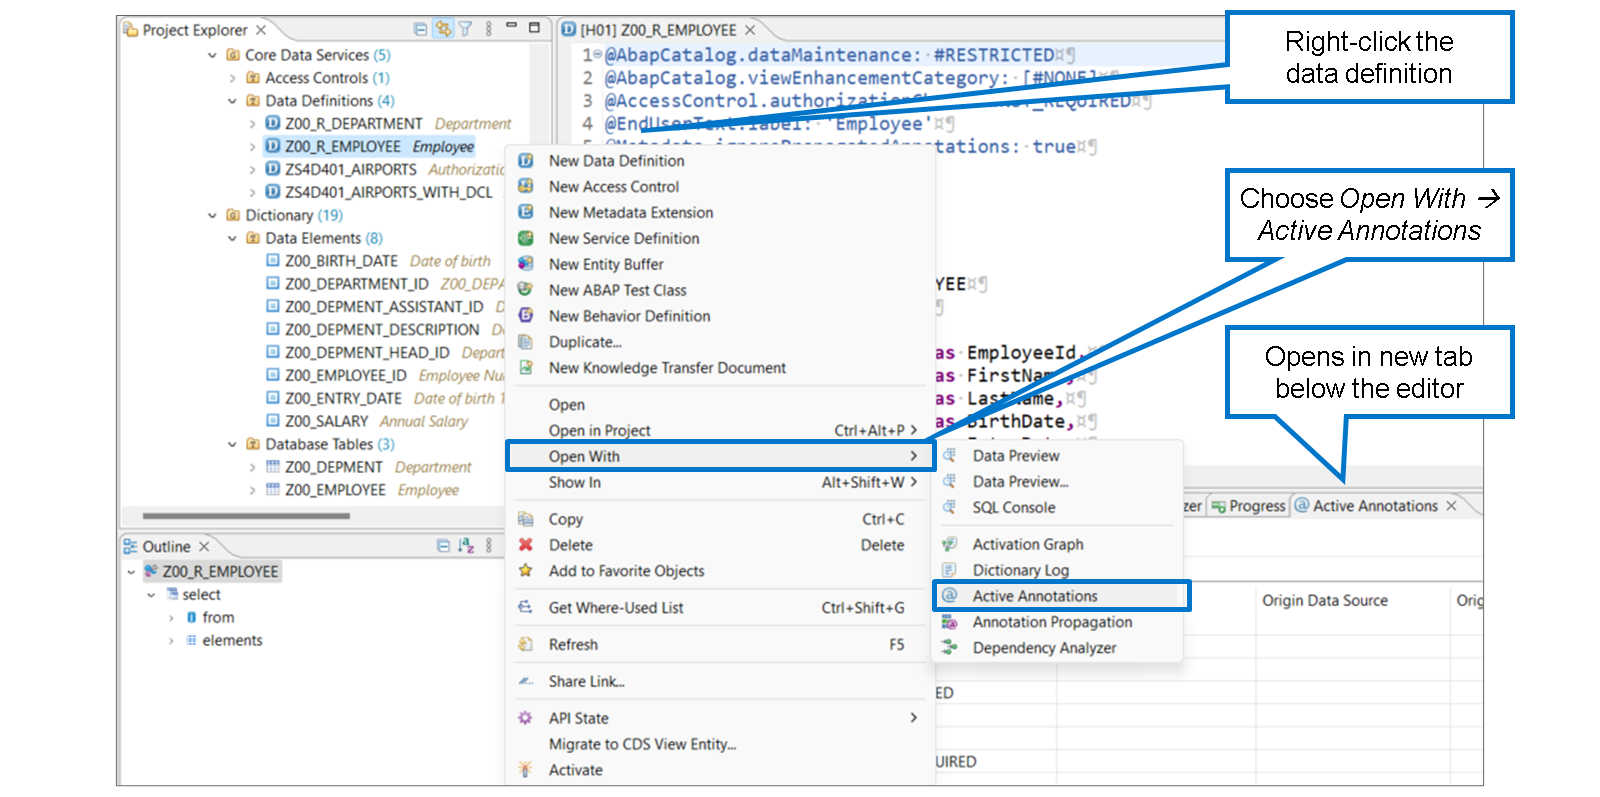 Project Explorer
Core Data Services (5)
Access Controls (1)
Data Definitions (4)
Z00_R_DEPARTMENT Department
Z00_R_EMPLOYEE Employee
ZS4D401_AIRPORTS Authorizatic
ZS4D401_AIRPORTS_WITH_DCL
Dictionary (19)
Data Elements (8)
Z00_BIRTH_DATE Date of birth
Z00_DEPARTMENT_ID Z00_DEPA
Z00_DEPMENT_ASSISTANT_ID D
Z00_DEPMENT_DESCRIPTION De
Z00_DEPMENT_HEAD_ID Depart
Z00_EMPLOYEE_ID Employee Nu
Z00_ENTRY_DATE Date of birth 1
Z00_SALARY Annual Salary
Database Tables (3)
Z00_DEPMENT Department
Z00_EMPLOYEE Employee
Outline
Z00_R_EMPLOYEE
select
from
elements
[H01] Z00_R_EMPLOYEE
1 @AbapCatalog.dataMaintenance: #RESTRICTED¤¶
2 @AbapCatalog.viewEnhancementCategory: [#NONE]¤¶
3 @AccessControl.authorizationCh _REQUIRED¤¶
4 @EndUserText.label: 'Employee'¤¶
true¤¶
YEE¤¶
¶
as EmployeeId,¤¶
as FirstName,¤¶
as LastName,¤¶
as BirthDate,¤¶
New Data Definition
New Access Control
New Metadata Extension
New Service Definition
New Entity Buffer
New ABAP Test Class
New Behavior Definition
Duplicate...
New Knowledge Transfer Document
Open
Open in Project Ctrl+Alt+P >
Open With >
Show In Alt+Shift+W >
Copy Ctrl+C
Delete Delete
Add to Favorite Objects
Get Where-Used List Ctrl+Shift+G
Refresh F5
Share Link...
API State >
Migrate to CDS View Entity...
Activate
Data Preview
Data Preview...
SQL Console
Activation Graph
Dictionary Log
Active Annotations
Annotation Propagation
Dependency Analyzer
zer
Progress
@ Active Annotations
Origin Data Source
Orig
ED
UIRED
Right-click the
data definition
Choose Open With →
Active Annotations
Opens in new tab
below the editor